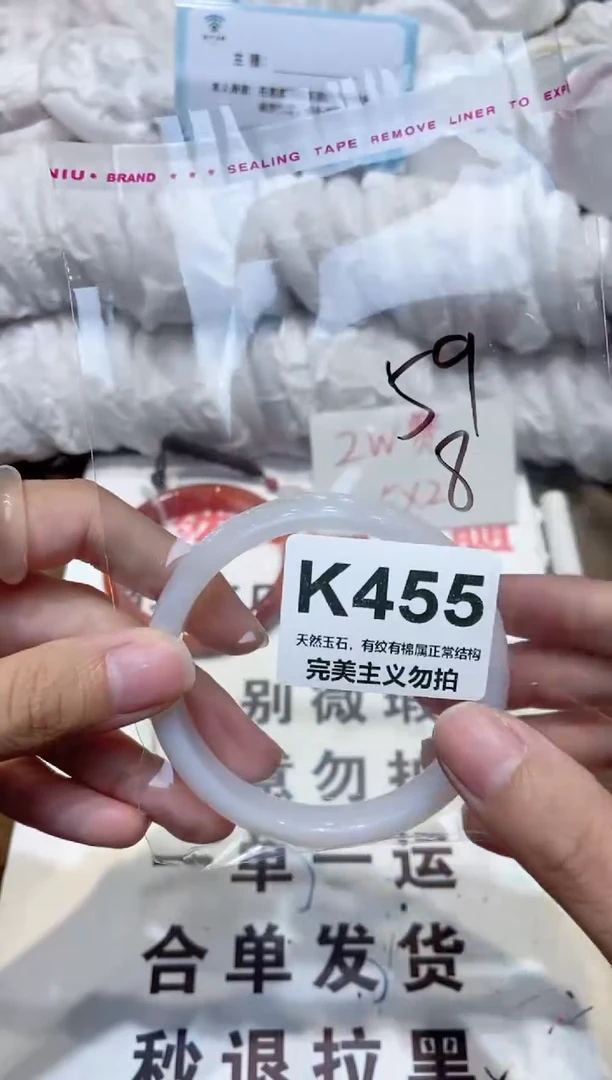 主播:
NIU • BRAND * * * SEALING TAPE REMOVE LINER TO EXP
59
8
2W
5X28
K455
天然玉石，有纹有棉属正常结构
完美主义勿拍
别微瑕
意勿拍
单一运
合单发货
秒退拉黑